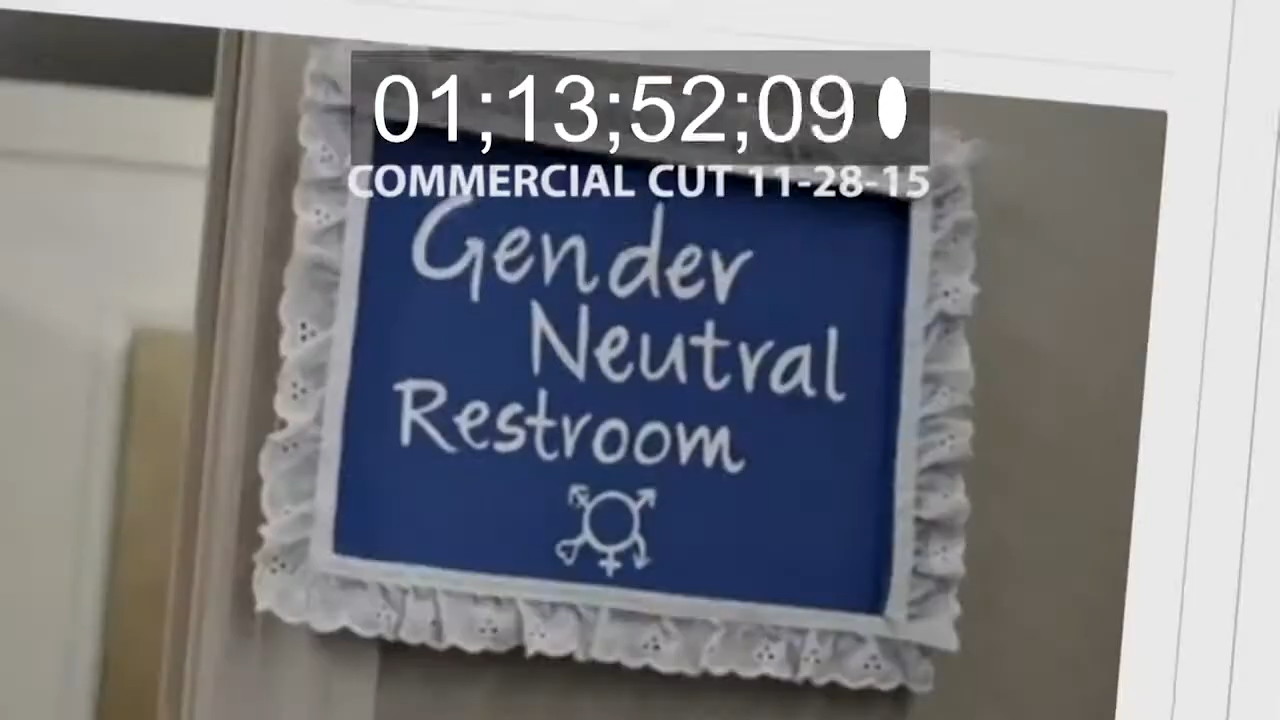 01;13;52;09
COMMERCIAL CUT 11-28-15
Gender
Neutral
Restroom